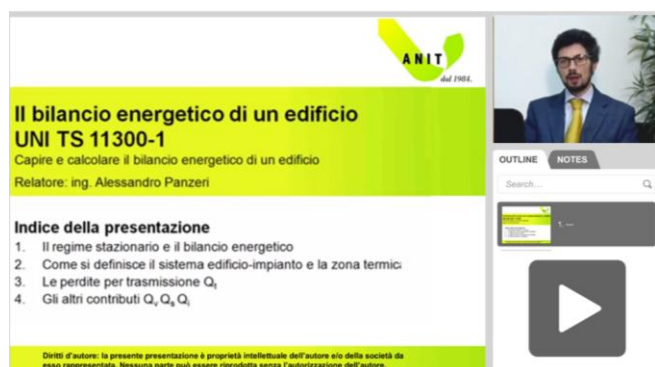 ANIT
dal 1984.
Il bilancio energetico di un edificio
UNI TS 11300-1
Capire e calcolare il bilancio energetico di un edificio
Relatore: ing. Alessandro Panzeri
Indice della presentazione
1. Il regime stazionario e il bilancio energetico
2. Come si definisce il sistema edificio-impianto e la zona termic
3. Le perdite per trasmissione Qt
4. Gli altri contributi Qv Qs Qi
Diritti d'autore: la presente presentazione è proprietà intellettuale dell'autore e/o della società da
esso rappresentata. Nessuna parte può essere riprodotta senza l'autorizzazione dell'autore.
OUTLINE
NOTES
Search...
1. ---